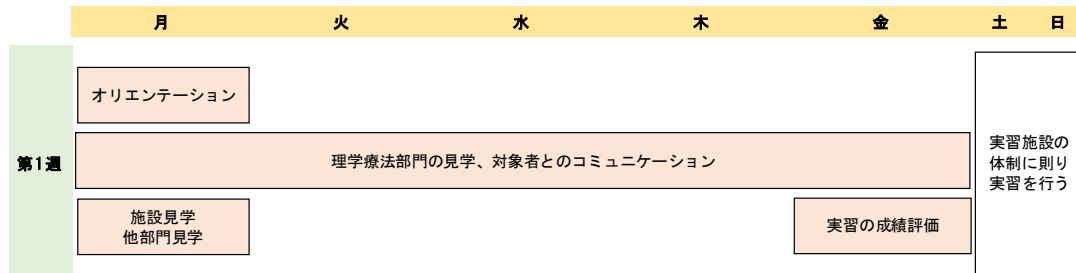 月 火 水 木 金 土 日
オリエンテーション
第1週
理学療法部門の見学、対象者とのコミュニケーション
実習施設の
体制に則り
実習を行う
施設見学
他部門見学
実習の成績評価